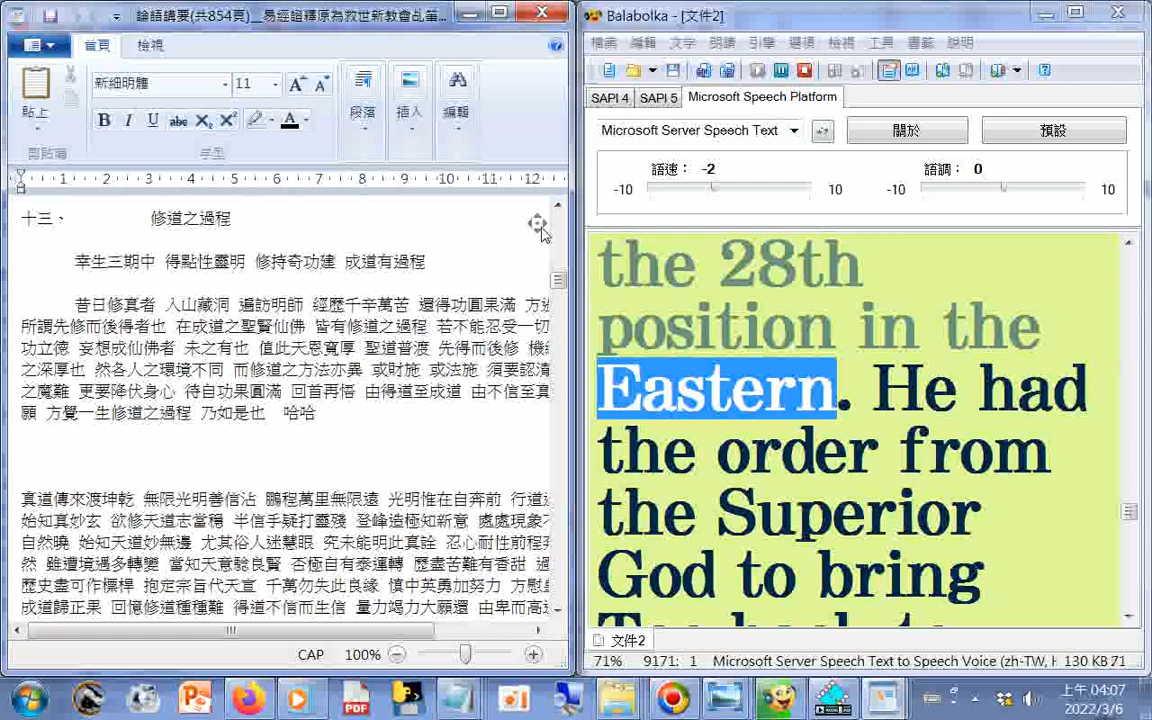 論語講要(共854頁)__易經證釋原為救世新教會乩筆...
首頁 檢視
新細明體 11
貼上
剪貼簿
字型
段落
插入
編輯
1 2 3 4 5 6 7 8 9 10 11 12
十三、 修道之過程
幸生三期中 得點性靈明 修持奇功建 成道有過程
昔日修真者 入山藏洞 遍訪明師 經歷千辛萬苦 還得功圓果滿 方
所謂先修而後得者也 在成道之聖賢仙佛 皆有修道之過程 若不能忍受一切
功立德 妄想成仙佛者 未之有也 值此天恩寬厚 聖道普渡 先得而後修 機
之深厚也 然各人之環境不同 而修道之方法亦異 或財施 或法施 須要認清
之魔難 更要降伏身心 待自功果圓滿 回首再悟 由得道至成道 由不信至真
願 方覺一生修道之過程 乃如是也 哈哈
真道傳來渡坤乾 無限光明善信沾 鵬程萬里無限遠 光明惟在自奔前 行道
始知真妙玄 欲修天道志當穩 半信半疑打靈殘 登峰造極知新意 處處現象
自然曉 始知天道妙無邊 尤其俗人迷慧眼 究未能明此真詮 忍心耐性前程
然 雖遭境遇多轉變 當知天意驗良賢 否極自有泰運轉 歷盡苦難有香甜 過
歷史盡可作標桿 抱定宗旨代天宣 千萬勿失此良緣 慎中英勇加努力 方慰
成道歸正果 回憶修道種種難 得道不信而生信 量力竭力大願還 由卑而高
CAP 100%
Balabolka - [文件2]
檔案 編輯 文字 朗讀 引擎 選項 檢視 工具 書籤 說明
SAPI 4 SAPI 5 Microsoft Speech Platform
Microsoft Server Speech Text 關於 預設
語速： -2 語調： 0
-10 10 -10 10
the 28th
position in the
Eastern. He had
the order from
the Superior
God to bring
文件2
71% 9171: 1 Microsoft Server Speech Text to Speech Voice (zh-TW, H 130 KB 71
上午 04:07
2022/3/6